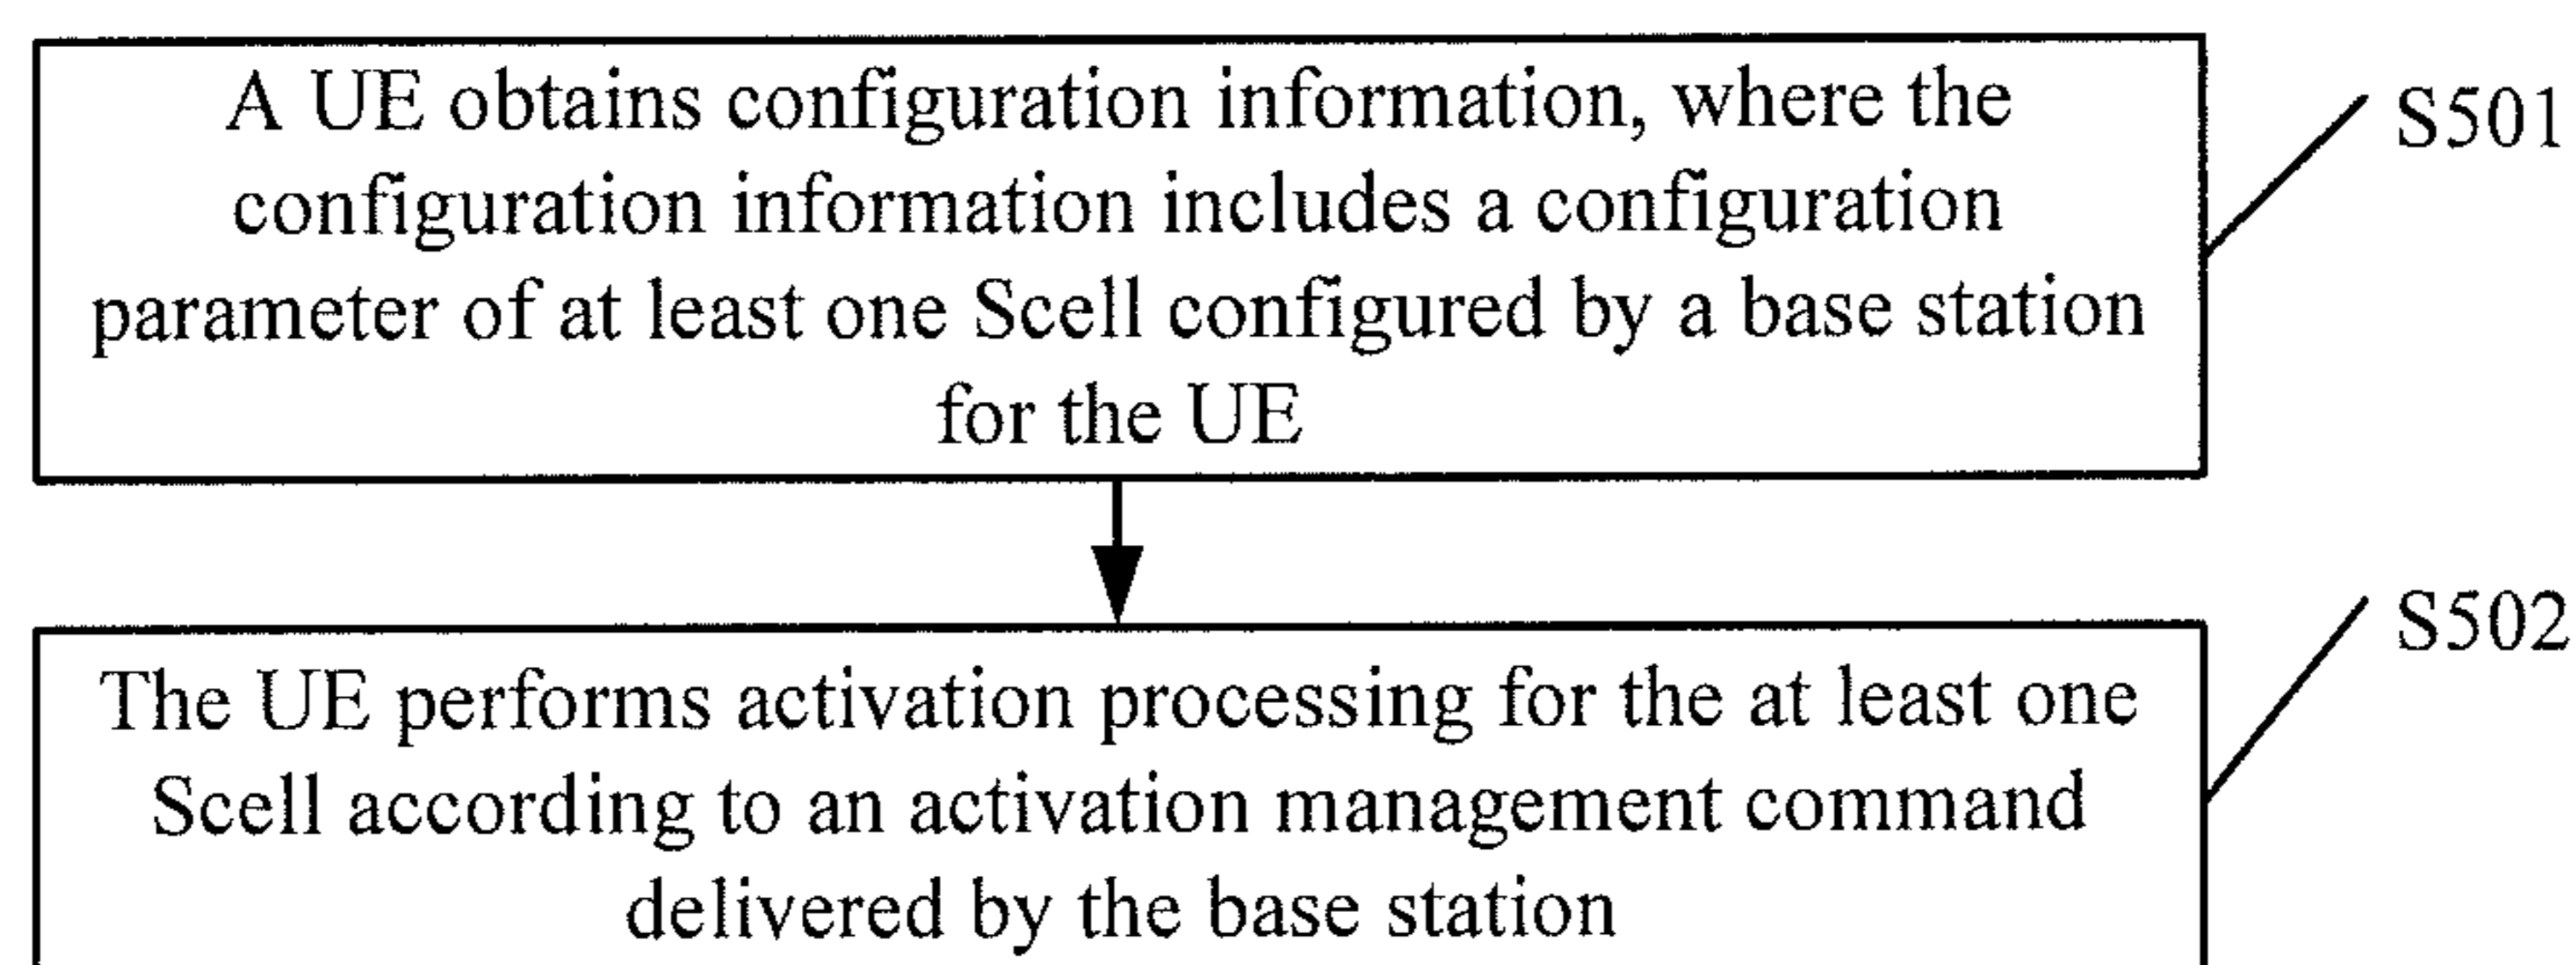 A UE obtains configuration information, where the
configuration information includes a configuration
parameter of at least one Scell configured by a base station
for the UE
S501
The UE performs activation processing for the at least one
Scell according to an activation management command
delivered by the base station
S502